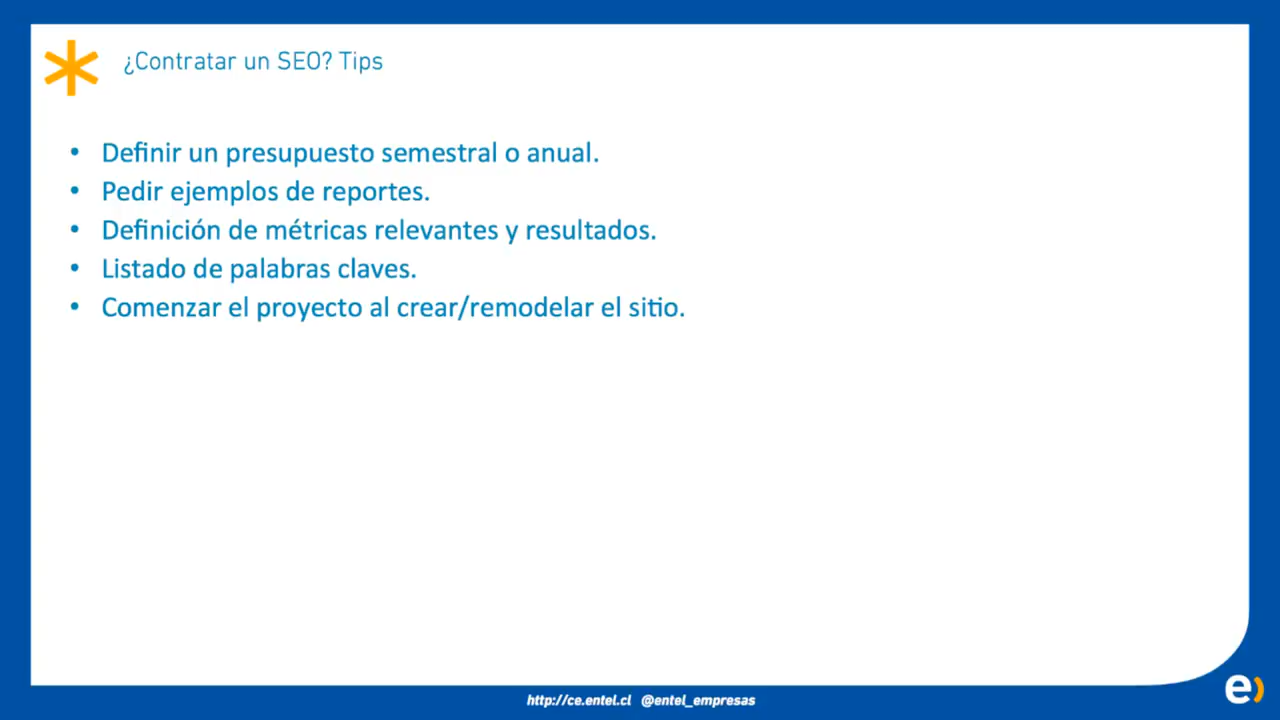 ¿Contratar un SEO? Tips
• Definir un presupuesto semestral o anual.
• Pedir ejemplos de reportes.
• Definición de métricas relevantes y resultados.
• Listado de palabras claves.
• Comenzar el proyecto al crear/remodelar el sitio.
http://ce.entel.cl @entel_empresas
e)